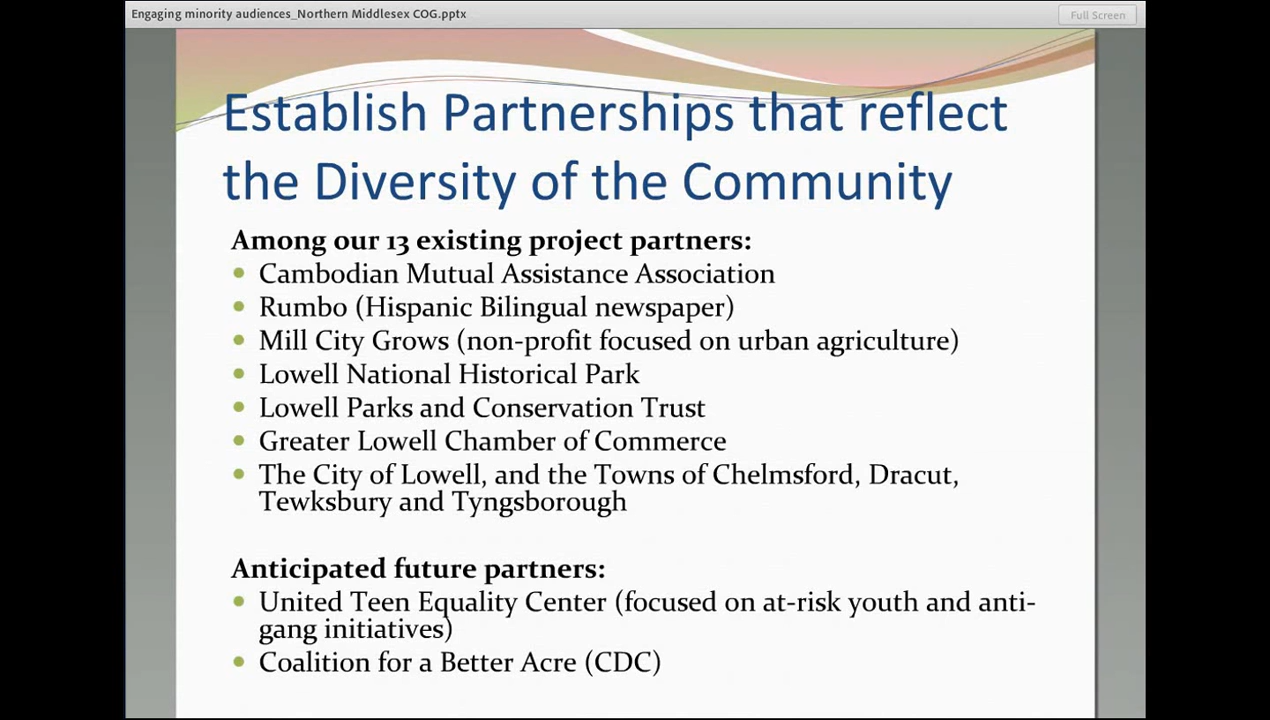 Engaging minority audiences_Northern Middlesex COG.pptx
Full Screen
Establish Partnerships that reflect
the Diversity of the Community
Among our 13 existing project partners:
• Cambodian Mutual Assistance Association
• Rumbo (Hispanic Bilingual newspaper)
• Mill City Grows (non-profit focused on urban agriculture)
• Lowell National Historical Park
• Lowell Parks and Conservation Trust
• Greater Lowell Chamber of Commerce
• The City of Lowell, and the Towns of Chelmsford, Dracut,
Tewksbury and Tyngsborough
Anticipated future partners:
• United Teen Equality Center (focused on at-risk youth and anti-
gang initiatives)
• Coalition for a Better Acre (CDC)